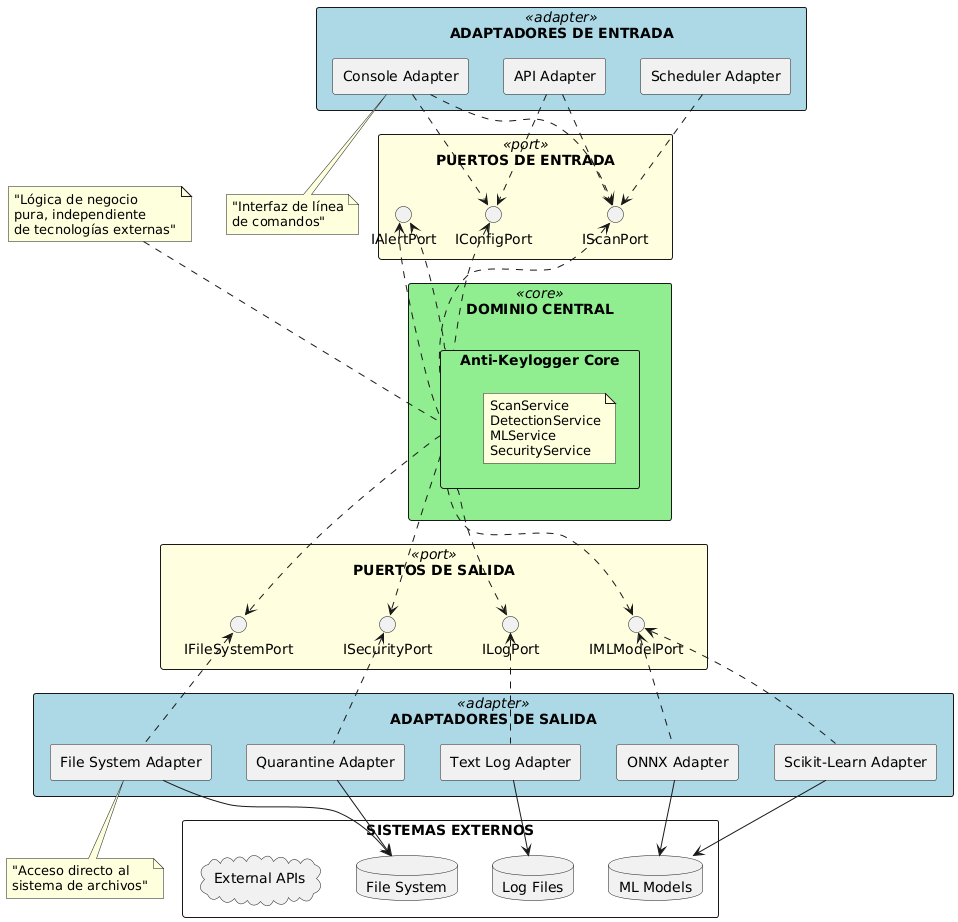 «adapter»
ADAPTADORES DE ENTRADA
Console Adapter
API Adapter
Scheduler Adapter
«port»
PUERTOS DE ENTRADA
"Lógica de negocio
pura, independiente
de tecnologías externas"
"Interfaz de línea
de comandos"
IAlertPort
IConfigPort
IScanPort
«core»
DOMINIO CENTRAL
Anti-Keylogger Core
ScanService
DetectionService
MLService
SecurityService
«port»
PUERTOS DE SALIDA
IFileSystemPort
ISecurityPort
ILogPort
IMLModelPort
«adapter»
ADAPTADORES DE SALIDA
File System Adapter
Quarantine Adapter
Text Log Adapter
ONNX Adapter
Scikit-Learn Adapter
SISTEMAS EXTERNOS
"Acceso directo al
sistema de archivos"
External APIs
File System
Log Files
ML Models